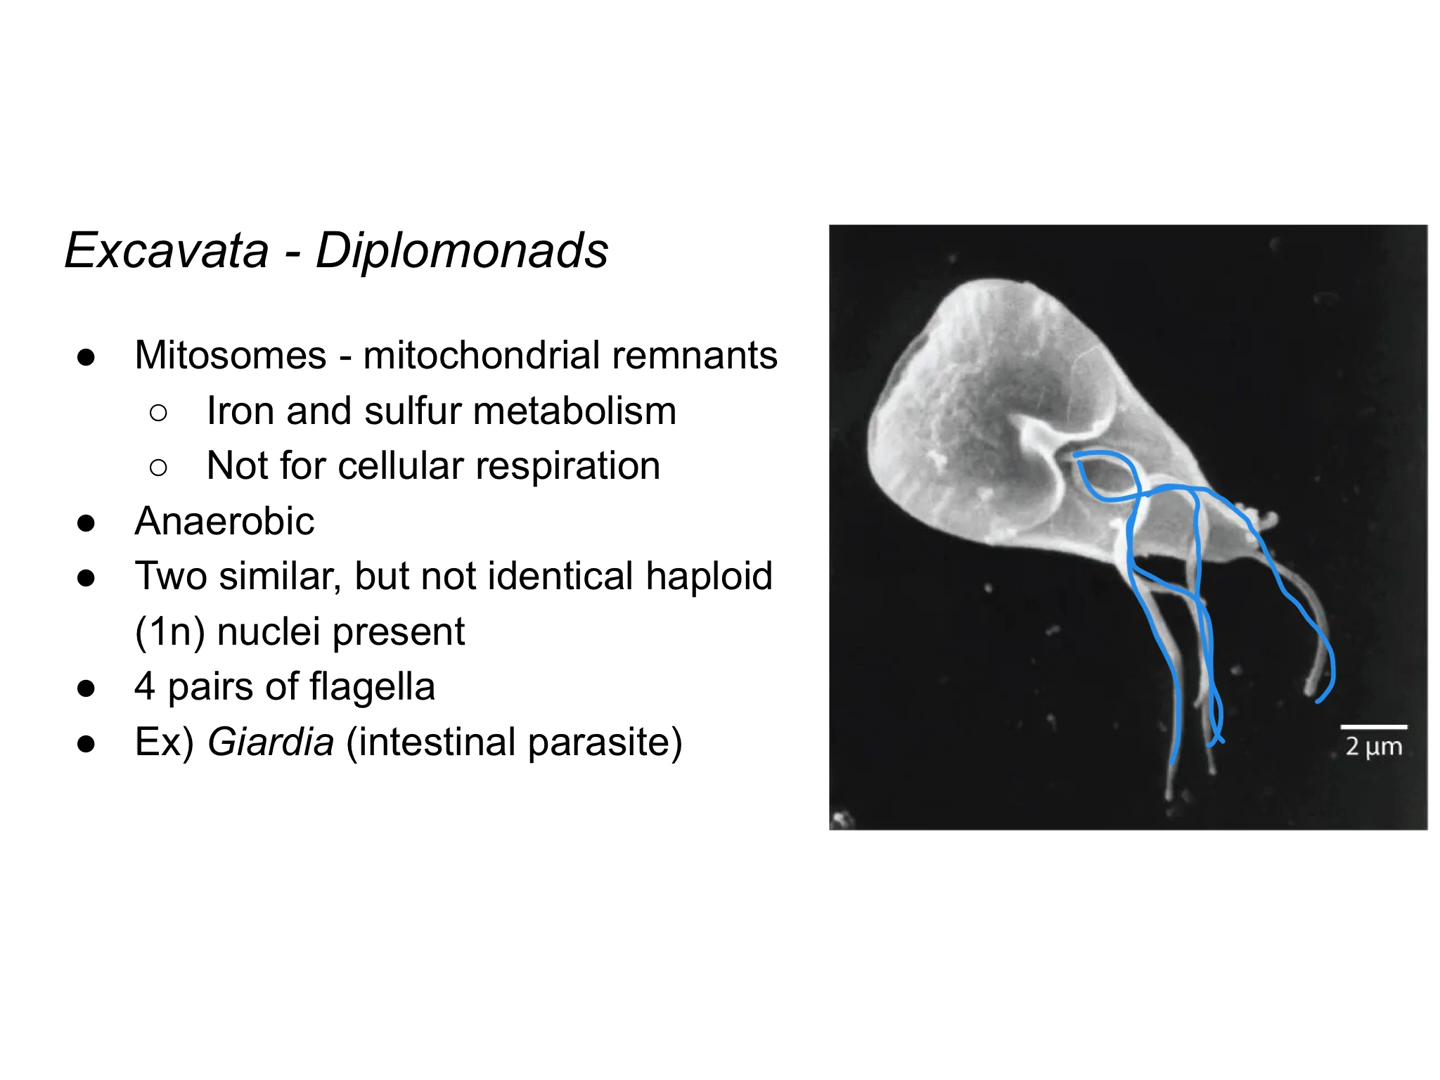 Excavata - Diplomonads
● Mitosomes - mitochondrial remnants
○ Iron and sulfur metabolism
○ Not for cellular respiration
● Anaerobic
● Two similar, but not identical haploid
(1n) nuclei present
● 4 pairs of flagella
● Ex) Giardia (intestinal parasite)
2 µm